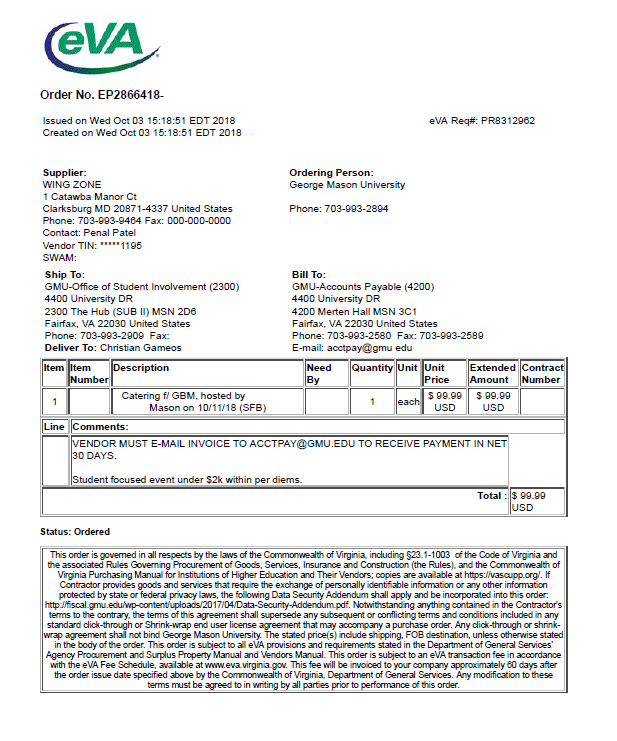 eVA
Order No. EP2866418-
Issued on Wed Oct 03 15:18:51 EDT 2018
eVA Req#: PR8312962
Created on Wed Oct 03 15:18:51 EDT 2018
Supplier:
WING ZONE
1 Catawba Manor Ct
Clarksburg MD 20871-4337 United States
Phone: 703-993-9464 Fax: 000-000-0000
Contact: Penal Patel
Vendor TIN: *****1195
SWAM:
Ordering Person:
George Mason University
Phone: 703-993-2894
Ship To:
GMU-Office of Student Involvement (2300)
4400 University DR
2300 The Hub (SUB II) MSN 2D6
Fairfax, VA 22030 United States
Phone: 703-993-2909 Fax:
Deliver To: Christian Gameos
Bill To:
GMU-Accounts Payable (4200)
4400 University DR
4200 Merten Hall MSN 3C1
Fairfax, VA 22030 United States
Phone: 703-993-2580 Fax: 703-993-2589
E-mail: acctpay@gmu edu
Item Item Description Need Quantity Unit Unit Extended Contract
Number By Price Amount Number
1 Catering f/ GBM, hosted by 1 each $ 99.99 $ 99.99
Mason on 10/11/18 (SFB) USD USD
Line Comments:
VENDOR MUST E-MAIL INVOICE TO ACCTPAY@GMU.EDU TO RECEIVE PAYMENT IN NET
30 DAYS.
Student focused event under $2k within per diems.
Total : $ 99.99
USD
Status: Ordered
This order is governed in all respects by the laws of the Commonwealth of Virginia, including §23.1-1003 of the Code of Virginia and
the associated Rules Governing Procurement of Goods, Services, Insurance and Construction (the Rules), and the Commonwealth of
Virginia Purchasing Manual for Institutions of Higher Education and Their Vendors; copies are available at https://vascupp.org/. If
Contractor provides goods and services that require the exchange of personally identifiable information or any other information
protected by state or federal privacy laws, the following Data Security Addendum shall apply and be incorporated into this order:
http://fiscal.gmu.edu/wp-content/uploads/2017/04/Data-Security-Addendum.pdf. Notwithstanding anything contained in the Contractor's
terms to the contrary, the terms of this agreement shall supersede any subsequent or conflicting terms and conditions included in any
standard click-through or Shrink-wrap end user license agreement that may accompany a purchase order. Any click-through or shrink-
wrap agreement shall not bind George Mason University. The stated price(s) include shipping, FOB destination, unless otherwise stated
in the body of the order. This order is subject to all eVA provisions and requirements stated in the Department of General Services'
Agency Procurement and Surplus Property Manual and Vendors Manual. This order is subject to an eVA transaction fee in accordance
with the eVA Fee Schedule, available at www.eva.virginia.gov. This fee will be invoiced to your company approximately 60 days after
the order issue date specified above by the Commonwealth of Virginia, Department of General Services. Any modification to these
terms must be agreed to in writing by all parties prior to performance of this order.